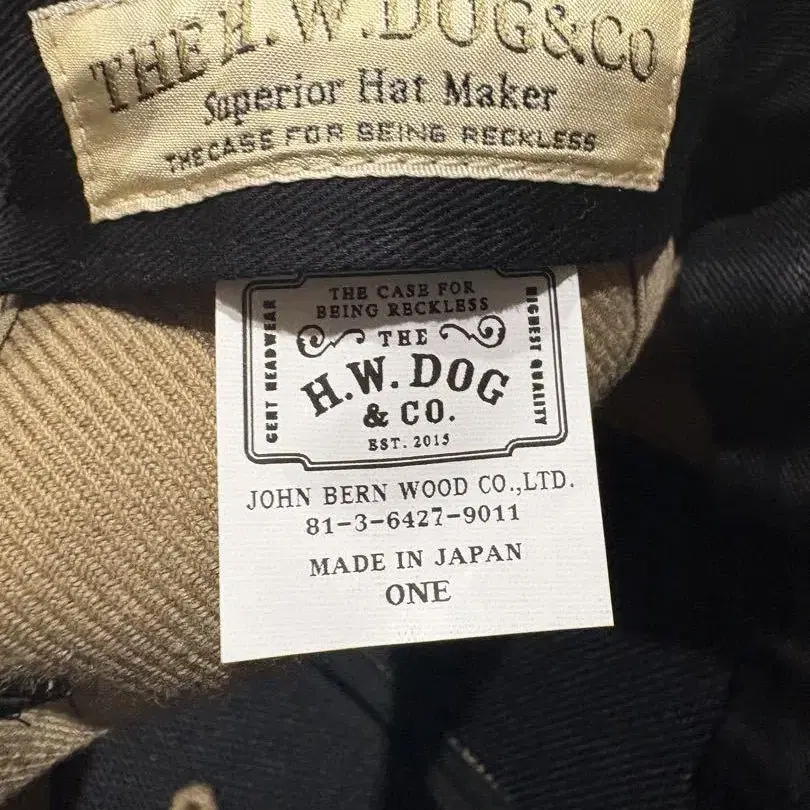 THE H.W.DOG&CO
Superior Hat Maker
THE CASE FOR BEING RECKLESS
THE CASE FOR
BEING RECKLESS
GENT HEADWEAR
HIGHEST QUALITY
THE
H.W. DOG
& CO.
EST. 2015
JOHN BERN WOOD CO.,LTD.
81-3-6427-9011
MADE IN JAPAN
ONE